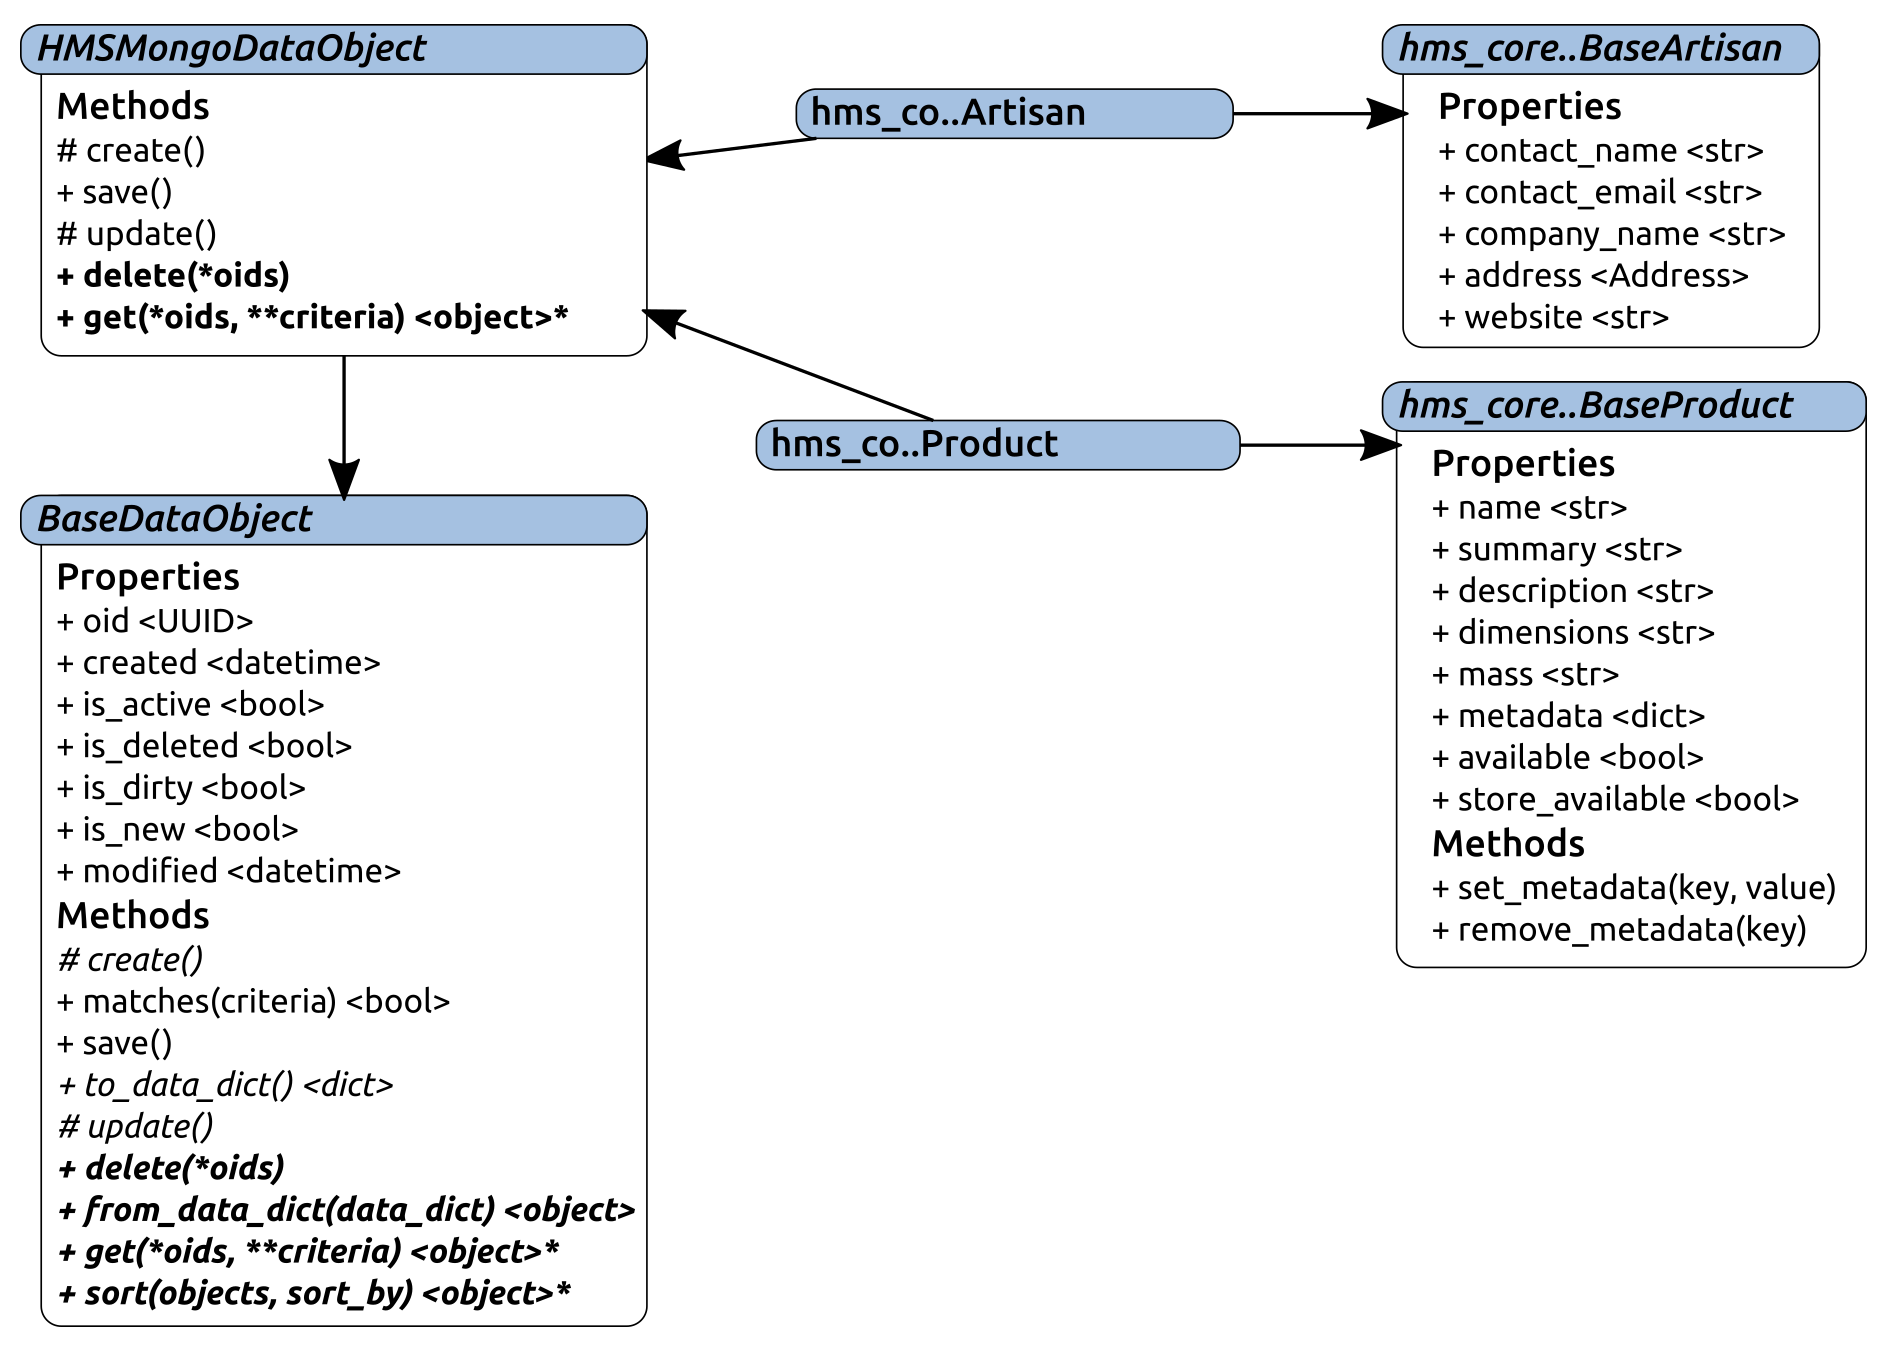 HMSMongoDataObject
Methods
# create()
+ save()
# update()
+ delete(*oids)
+ get(*oids, **criteria) <object>*
hms_co..Artisan
hms_core..BaseArtisan
Properties
+ contact_name <str>
+ contact_email <str>
+ company_name <str>
+ address <Address>
+ website <str>
hms_co..Product
hms_core..BaseProduct
Properties
+ name <str>
+ summary <str>
+ description <str>
+ dimensions <str>
+ mass <str>
+ metadata <dict>
+ available <bool>
+ store_available <bool>
Methods
+ set_metadata(key, value)
+ remove_metadata(key)
BaseDataObject
Properties
+ oid <UUID>
+ created <datetime>
+ is_active <bool>
+ is_deleted <bool>
+ is_dirty <bool>
+ is_new <bool>
+ modified <datetime>
Methods
# create()
+ matches(criteria) <bool>
+ save()
+ to_data_dict() <dict>
# update()
+ delete(*oids)
+ from_data_dict(data_dict) <object>
+ get(*oids, **criteria) <object>*
+ sort(objects, sort_by) <object>*